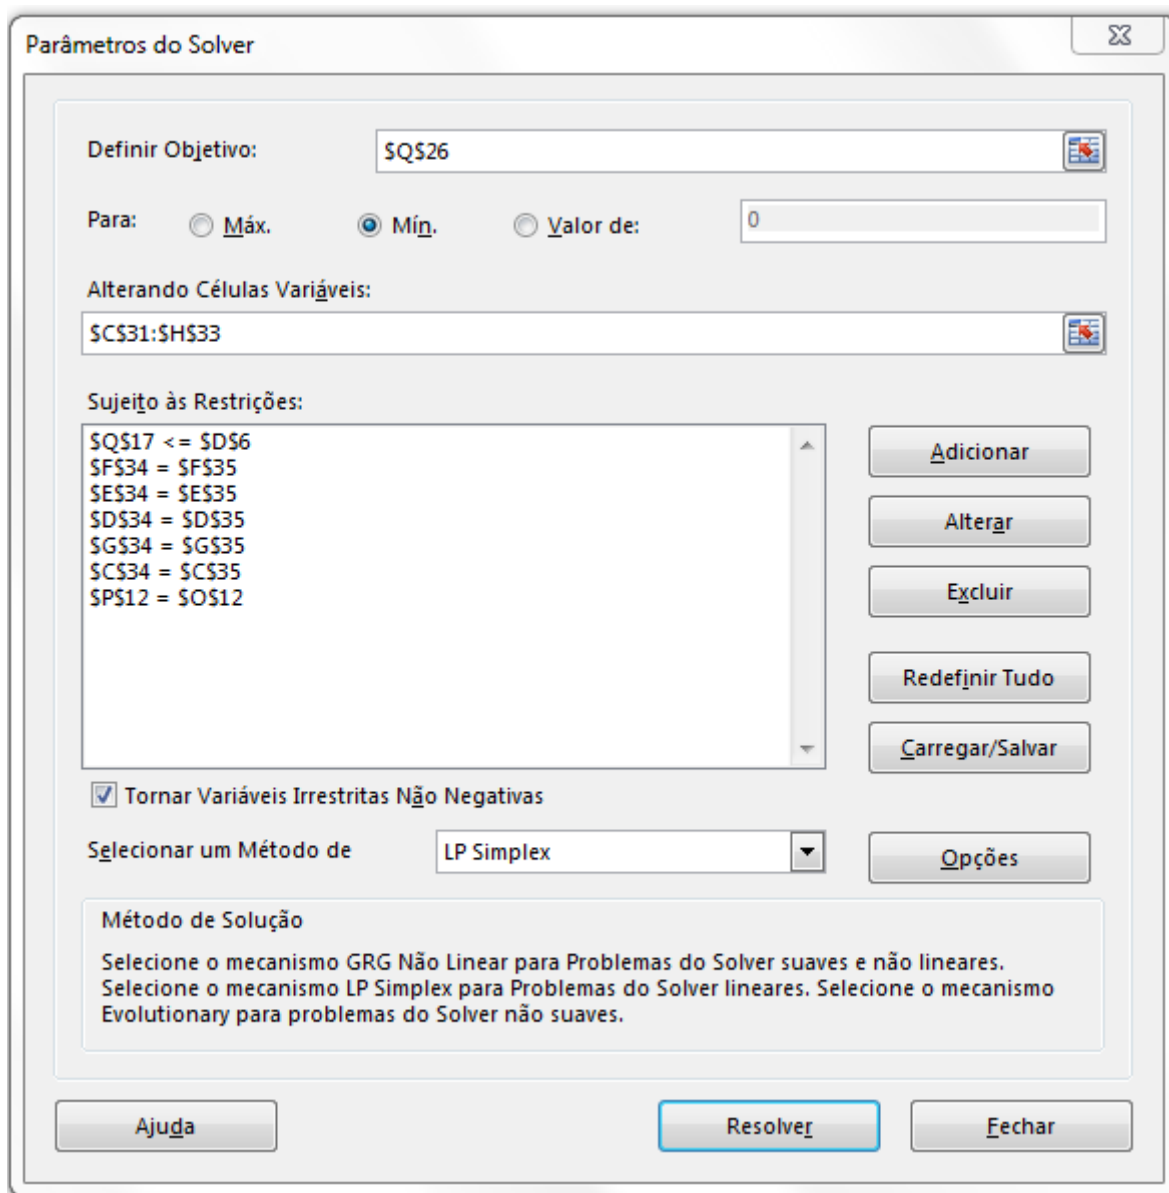 Parâmetros do Solver
Definir Objetivo: $Q$26
Para: Máx. Mín. Valor de: 0
Alterando Células Variáveis:
$C$31:$H$33
Sujeito às Restrições:
$Q$17 <= $D$6
$F$34 = $F$35
$E$34 = $E$35
$D$34 = $D$35
$G$34 = $G$35
$C$34 = $C$35
$P$12 = $O$12
Adicionar
Alterar
Excluir
Redefinir Tudo
Carregar/Salvar
Tornar Variáveis Irrestritas Não Negativas
Selecionar um Método de LP Simplex Opções
Método de Solução
Selecione o mecanismo GRG Não Linear para Problemas do Solver suaves e não lineares.
Selecione o mecanismo LP Simplex para Problemas do Solver lineares. Selecione o mecanismo
Evolutionary para problemas do Solver não suaves.
Ajuda Resolver Fechar